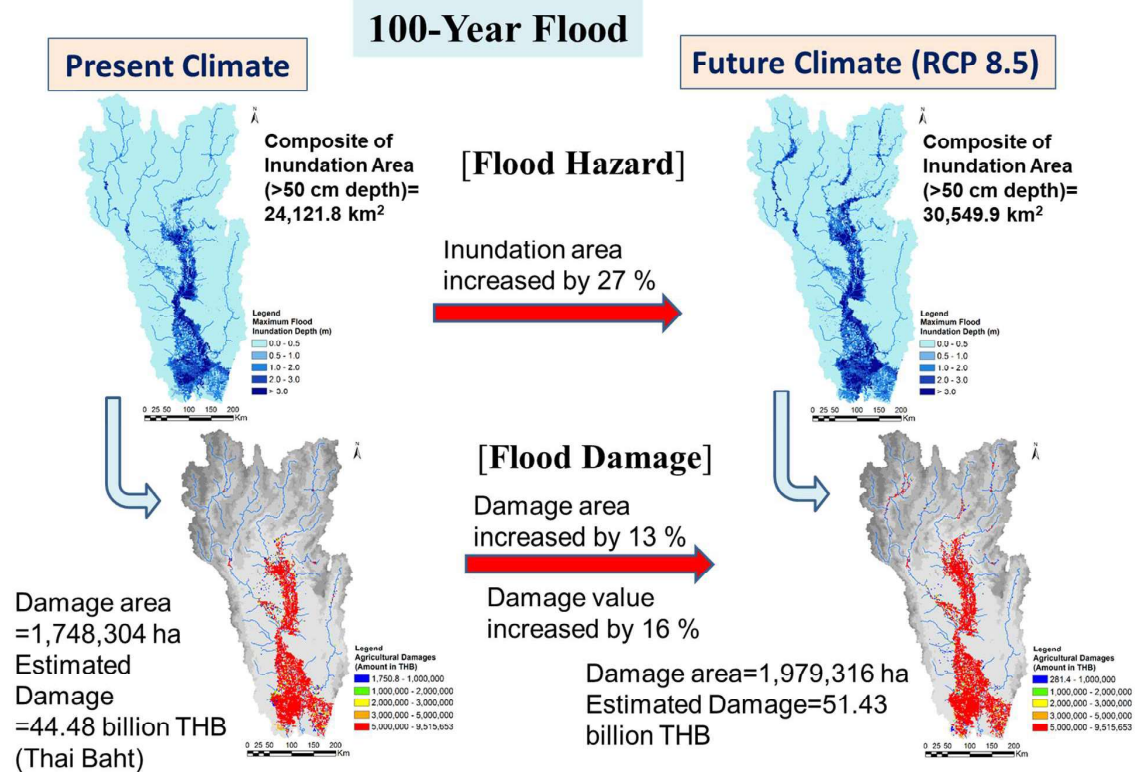 100-Year Flood
Present Climate
Future Climate (RCP 8.5)
N
Composite of
Inundation Area
(>50 cm depth)=
24,121.8 km²
[Flood Hazard]
Inundation area
increased by 27 %
N
Composite of
Inundation Area
(>50 cm depth)=
30,549.9 km²
Legend
Maximum Flood
Inundation Depth (m)
0.0 - 0.5
0.5 - 1.0
1.0 - 2.0
2.0 - 3.0
> 3.0
0 25 50 100 150 200
Km
Legend
Maximum Flood
Inundation Depth (m)
0.0 - 0.5
0.5 - 1.0
1.0 - 2.0
2.0 - 3.0
> 3.0
0 25 50 100 150 200
Km
[Flood Damage]
Damage area
increased by 13 %
Damage value
increased by 16 %
N
Damage area
=1,748,304 ha
Estimated
Damage
=44.48 billion THB
(Thai Baht)
Legend
Agricultural Damages
(Amount in THB)
1,750.8 - 1,000,000
1,000,000 - 2,000,000
2,000,000 - 3,000,000
3,000,000 - 5,000,000
5,000,000 - 9,515,653
0 25 50 100 150 200
Km
N
Damage area=1,979,316 ha
Estimated Damage=51.43
billion THB
Legend
Agricultural Damages
(Amount in THB)
281.4 - 1,000,000
1,000,000 - 2,000,000
2,000,000 - 3,000,000
3,000,000 - 5,000,000
5,000,000 - 9,515,653
0 25 50 100 150 200
Km